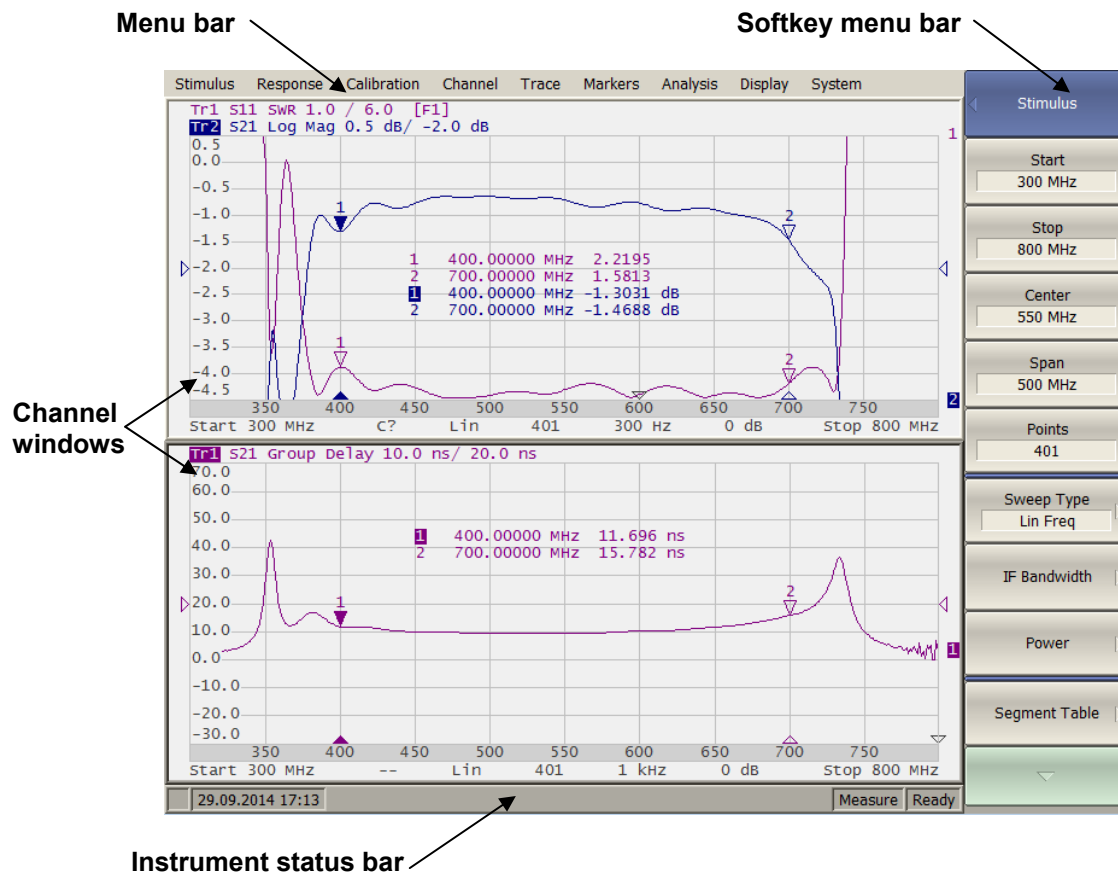 Menu bar
Softkey menu bar
Stimulus Response Calibration Channel Trace Markers Analysis Display System
Tr1 S11 SWR 1.0 / 6.0 [F1]
Tr2 S21 Log Mag 0.5 dB/ -2.0 dB
1
0.5
0.0
-0.5
-1.0
-1.5
-2.0
-2.5
-3.0
-3.5
-4.0
-4.5
1
2
1 400.00000 MHz 2.2195
2 700.00000 MHz 1.5813
1 400.00000 MHz -1.3031 dB
2 700.00000 MHz -1.4688 dB
1
2
2
350 400 450 500 550 600 650 700 750
Start 300 MHz C? Lin 401 300 Hz 0 dB Stop 800 MHz
Channel
windows
Tr1 S21 Group Delay 10.0 ns/ 20.0 ns
70.0
60.0
50.0
40.0
30.0
20.0
10.0
0.0
-10.0
-20.0
-30.0
1 400.00000 MHz 11.696 ns
2 700.00000 MHz 15.782 ns
1
2
1
350 400 450 500 550 600 650 700 750
Start 300 MHz -- Lin 401 1 kHz 0 dB Stop 800 MHz
29.09.2014 17:13 Measure Ready
Stimulus
Start
300 MHz
Stop
800 MHz
Center
550 MHz
Span
500 MHz
Points
401
Sweep Type
Lin Freq
IF Bandwidth
Power
Segment Table
Instrument status bar